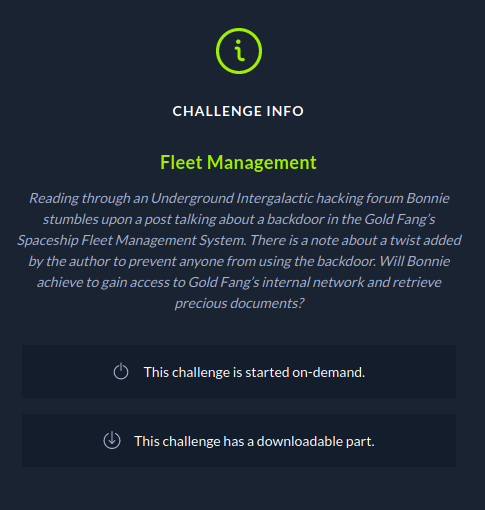 CHALLENGE INFO
Fleet Management
Reading through an Underground Intergalactic hacking forum Bonnie
stumbles upon a post talking about a backdoor in the Gold Fang's
Spaceship Fleet Management System. There is a note about a twist added
by the author to prevent anyone from using the backdoor. Will Bonnie
achieve to gain access to Gold Fang's internal network and retrieve
precious documents?
This challenge is started on-demand.
This challenge has a downloadable part.